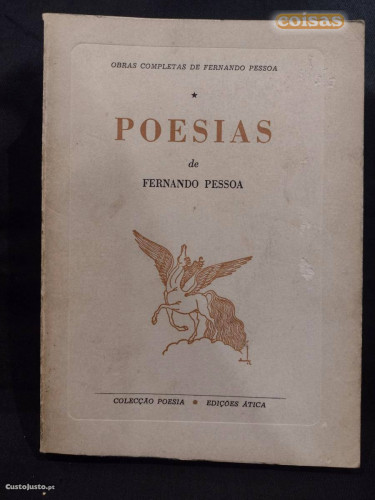 coisas
OBRAS COMPLETAS DE FERNANDO PESSOA
★
POESIAS
de
FERNANDO PESSOA
COLECÇÃO POESIA * EDIÇÕES ÁTICA
CustoJusto.pt